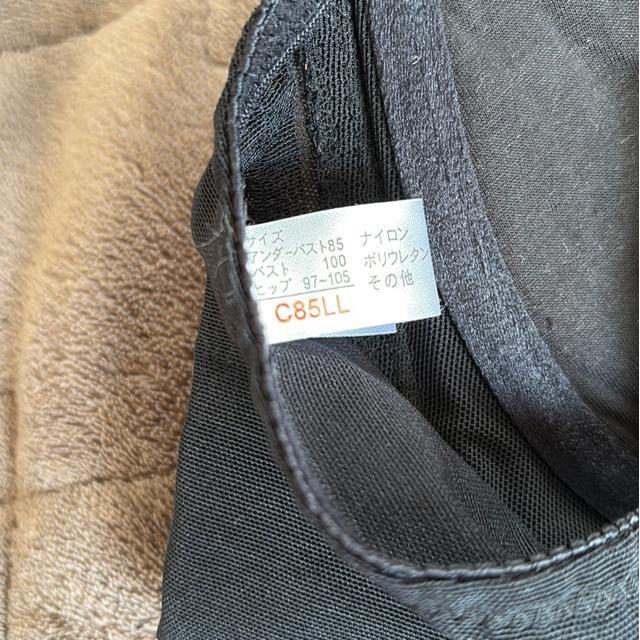 サイズ
アンダーバスト85 ナイロン
バスト 100 ポリウレタン
ヒップ 97~105 その他
C85LL